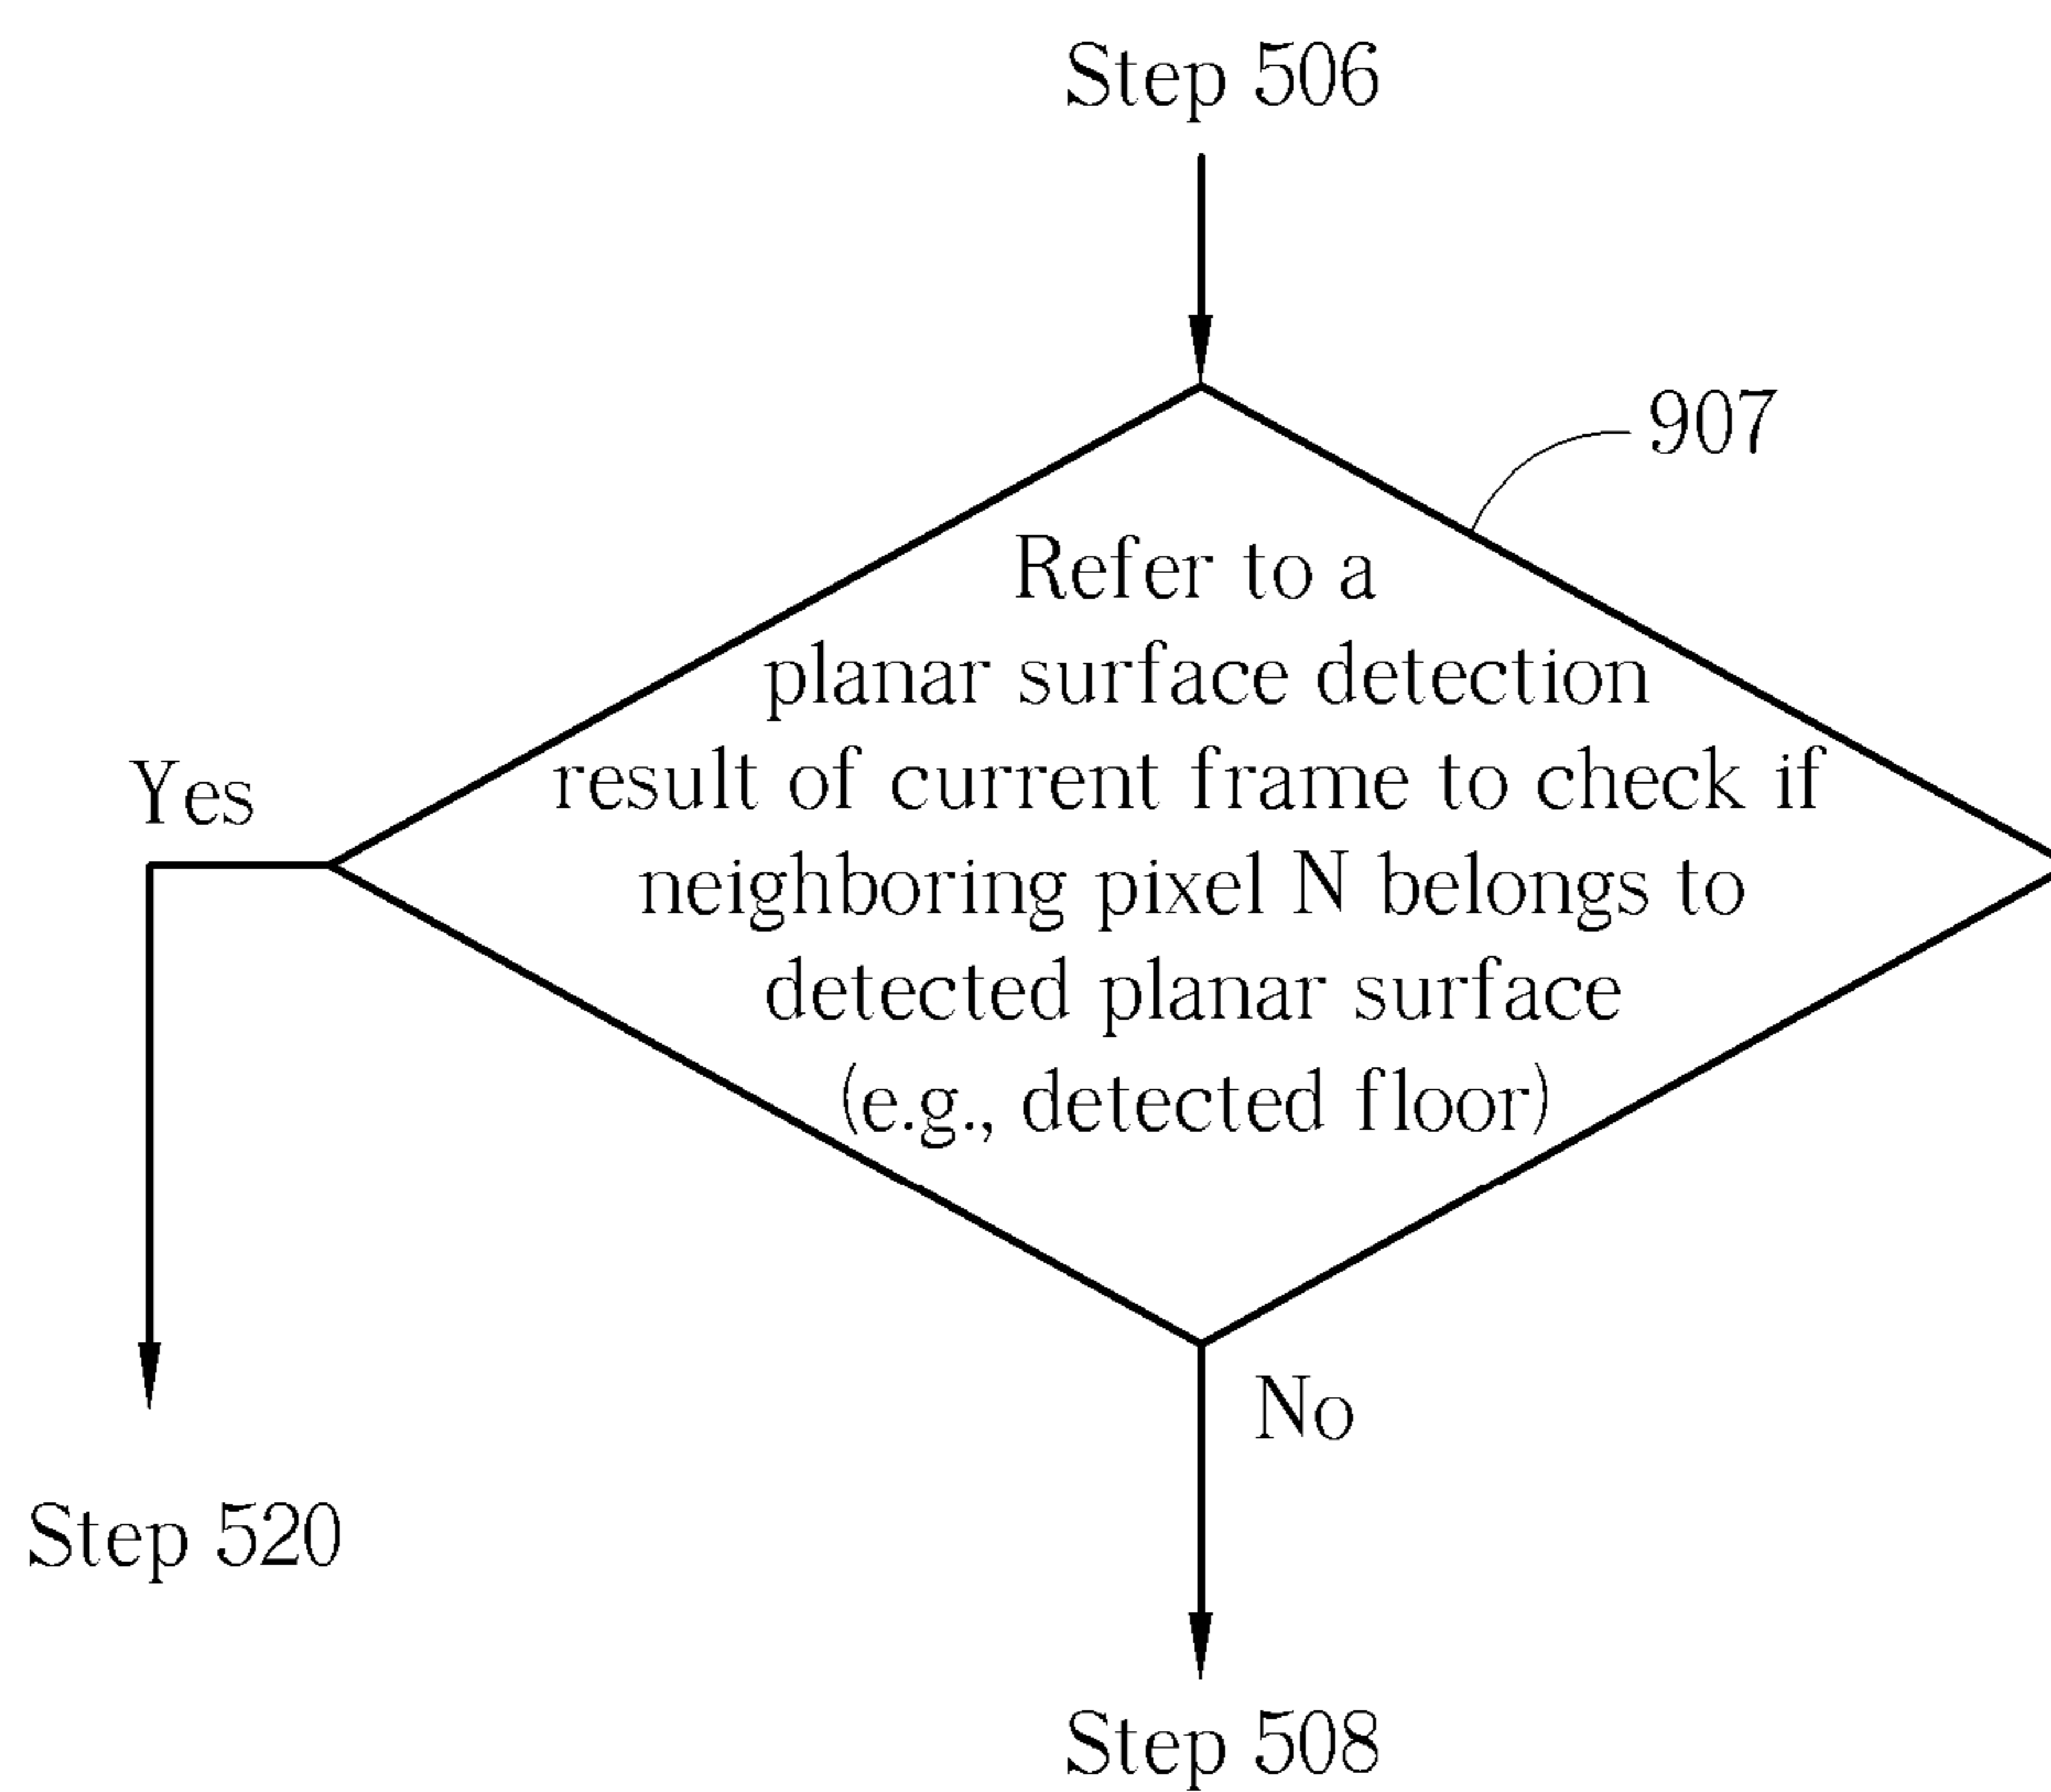 Step 506
907
Refer to a
planar surface detection
result of current frame to check if
neighboring pixel N belongs to
detected planar surface
(e.g., detected floor)
Yes
No
Step 520
Step 508